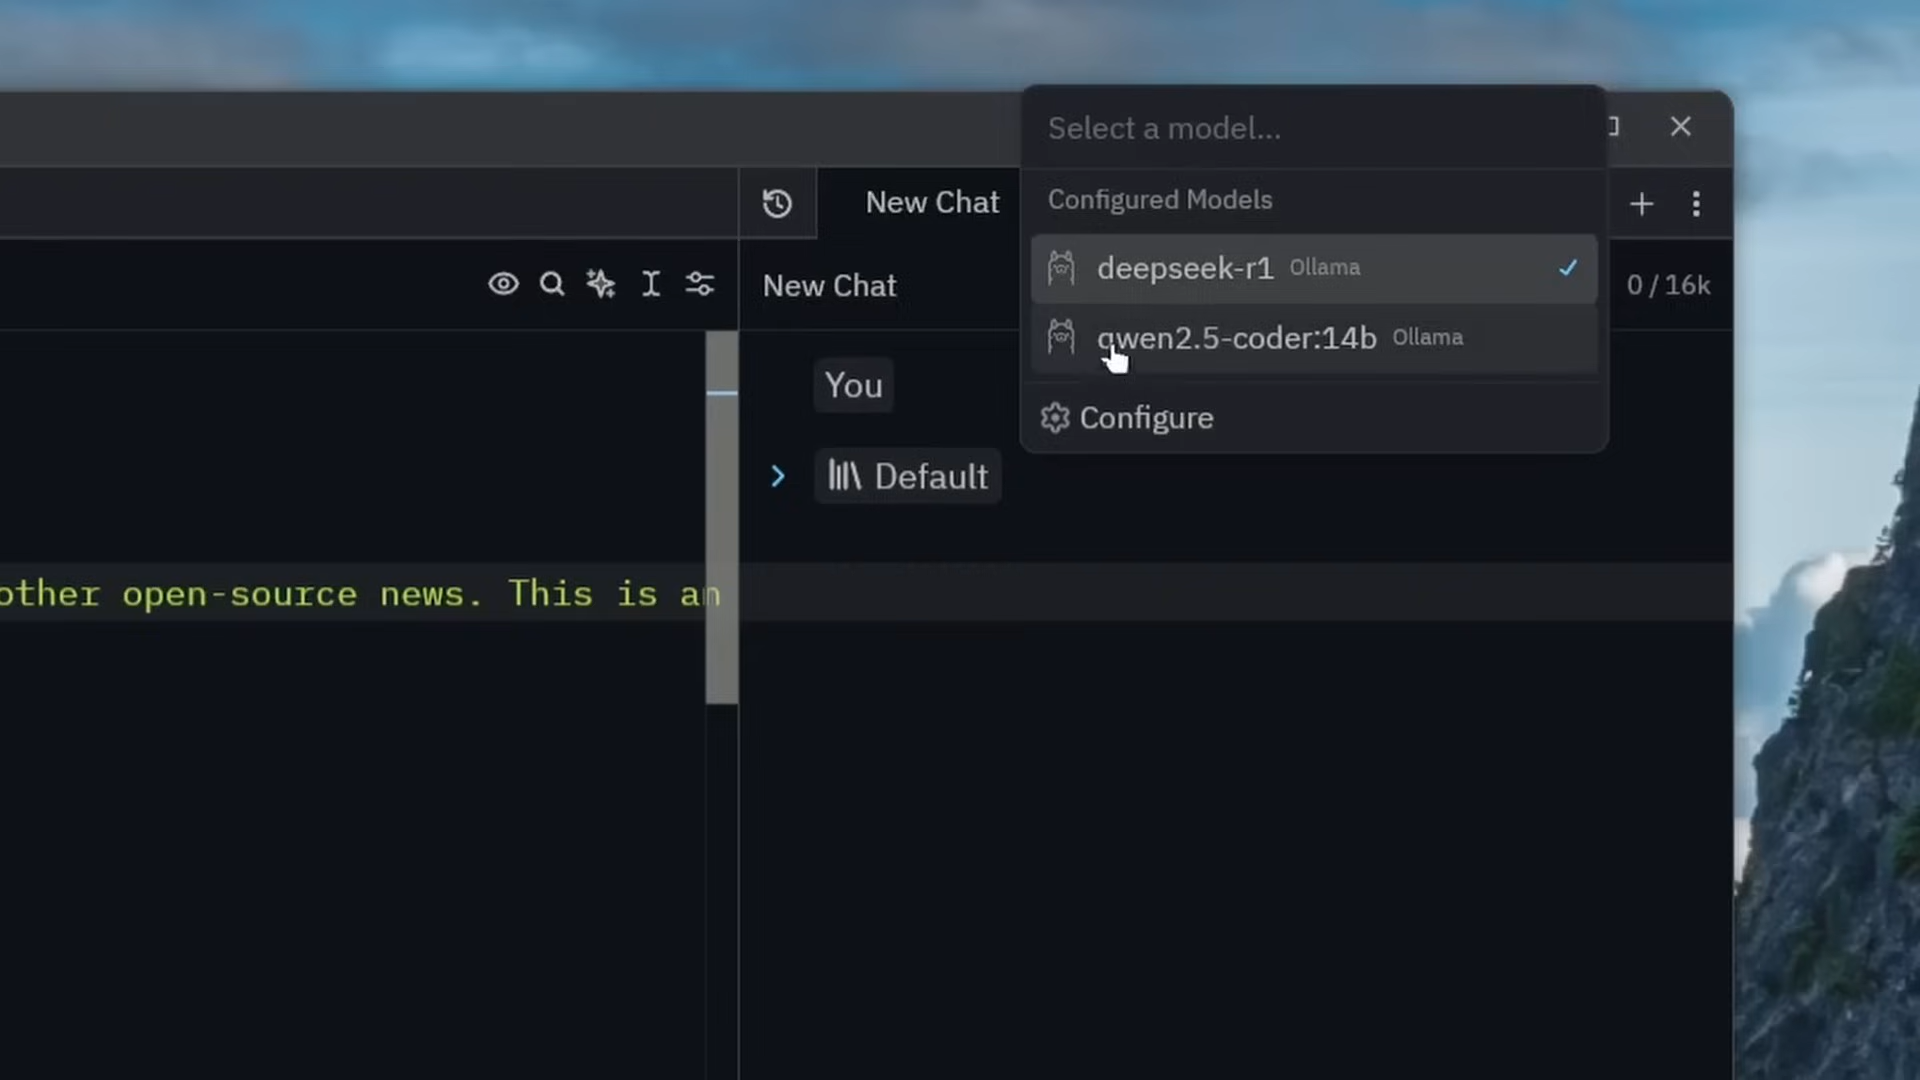 Select a model...
New Chat
Configured Models
New Chat
deepseek-r1 Ollama
0 / 16k
qwen2.5-coder:14b Ollama
You
Configure
Default
other open-source news. This is an